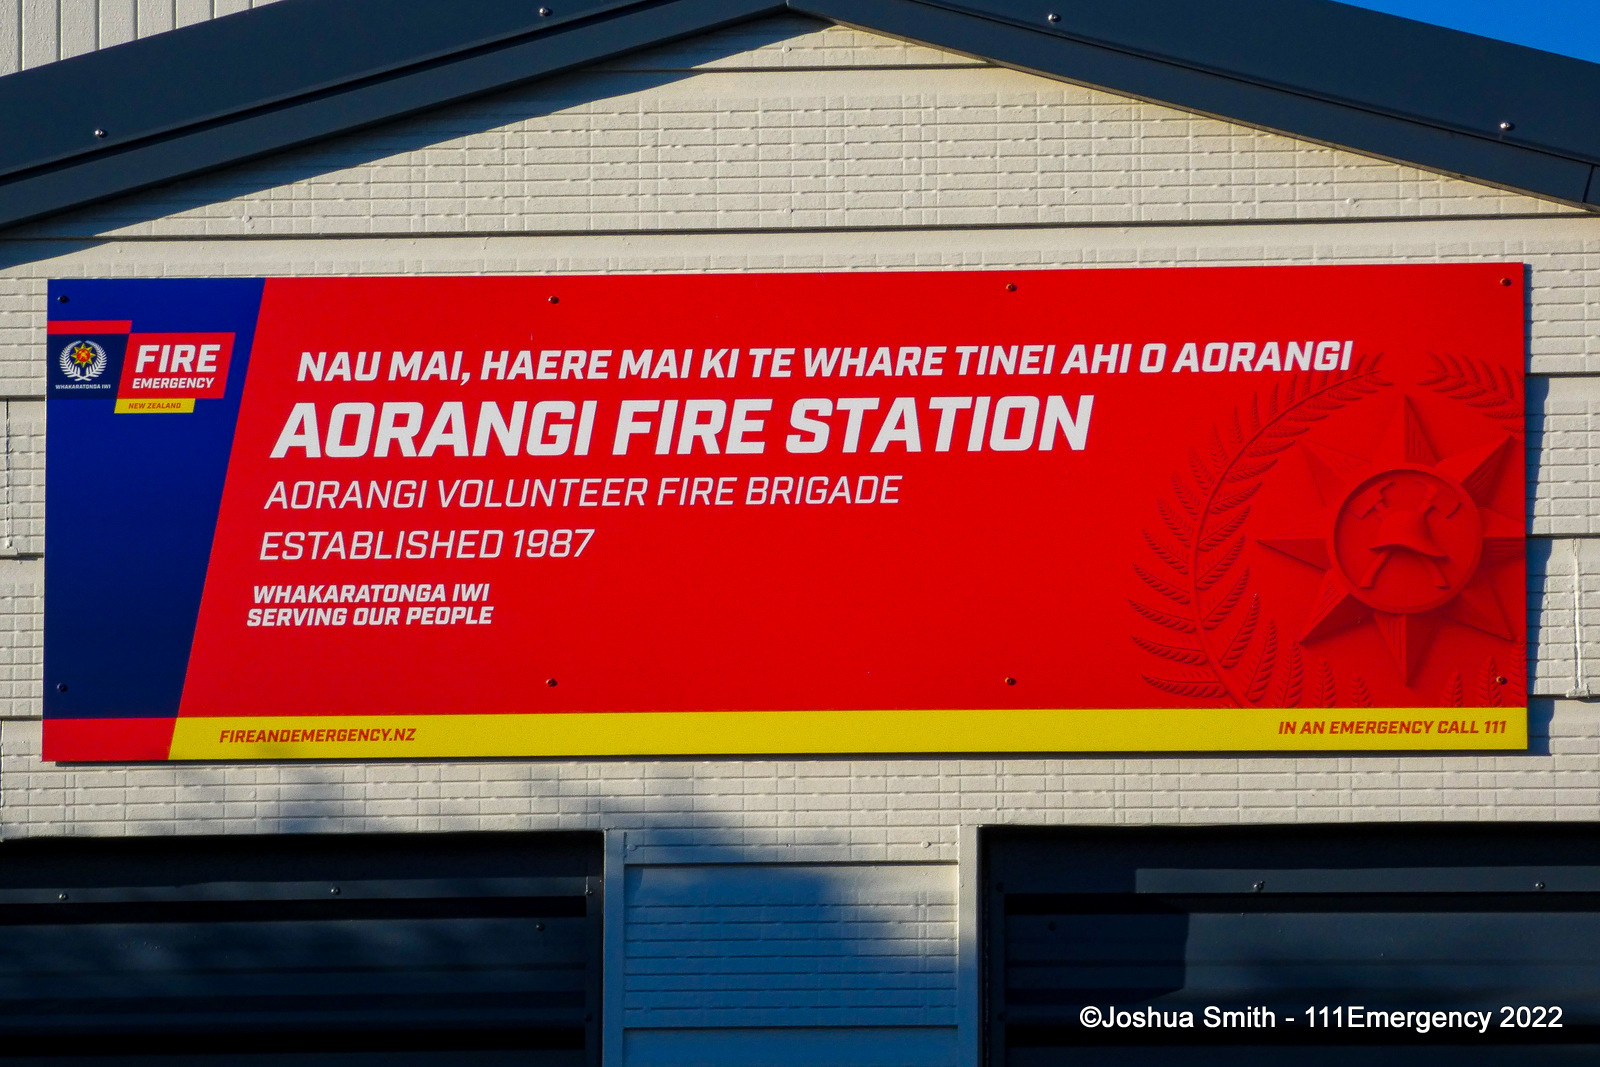 WHAKARATONGA IWI
FIRE
EMERGENCY
NEW ZEALAND
NAU MAI, HAERE MAI KI TE WHARE TINEI AHI O AORANGI
AORANGI FIRE STATION
AORANGI VOLUNTEER FIRE BRIGADE
ESTABLISHED 1987
WHAKARATONGA IWI
SERVING OUR PEOPLE
FIREANDEMERGENCY.NZ
IN AN EMERGENCY CALL 111
©Joshua Smith - 111Emergency 2022